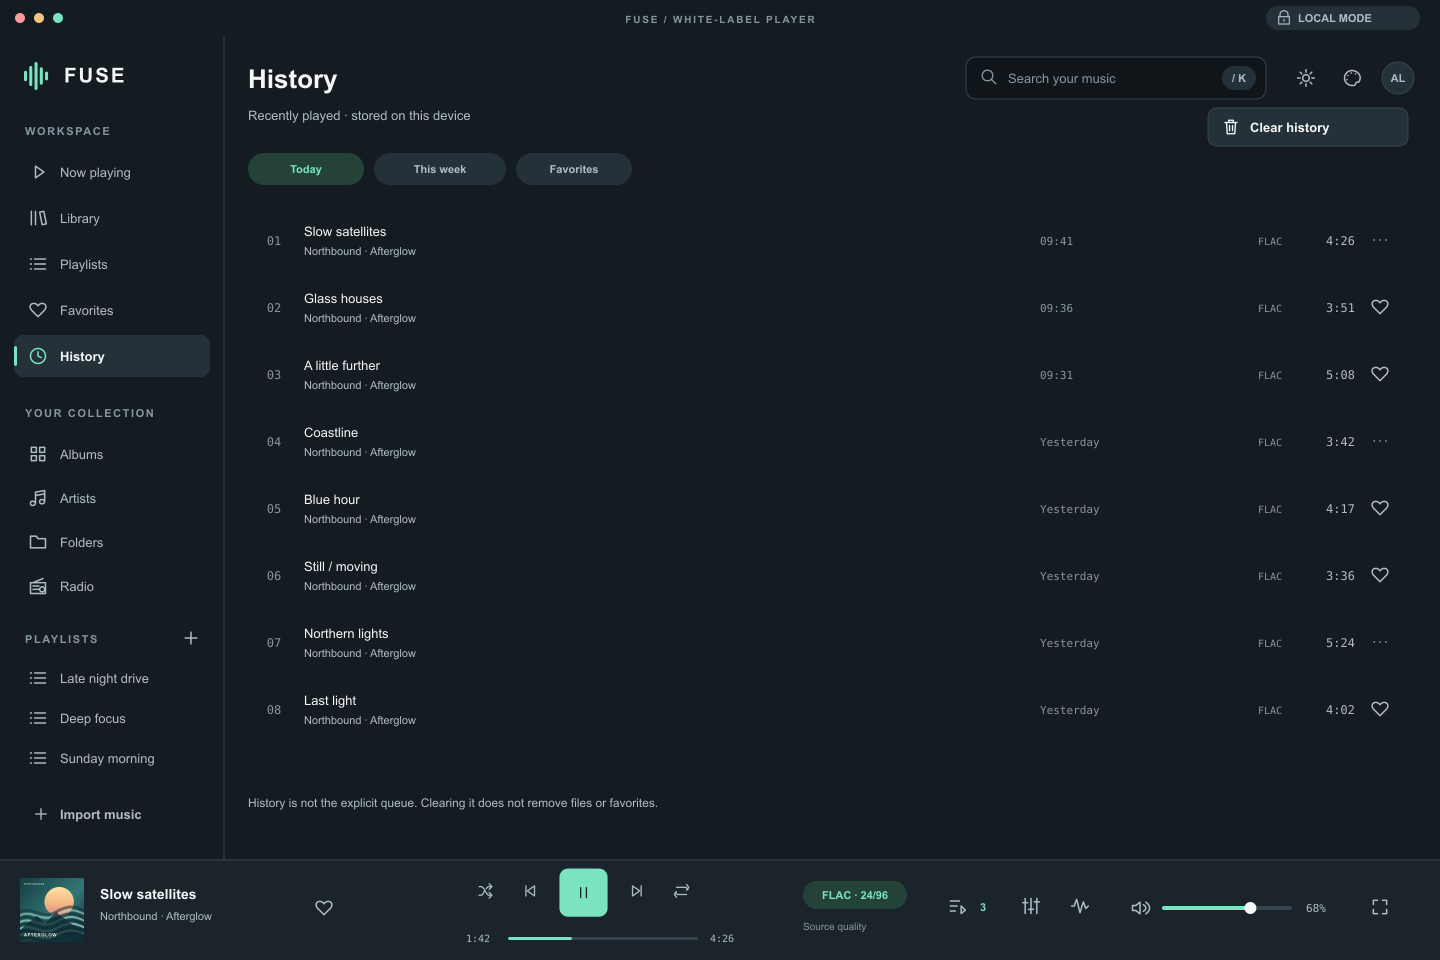 FUSE / WHITE-LABEL PLAYER
LOCAL MODE
FUSE
WORKSPACE
Now playing
Library
Playlists
Favorites
History
YOUR COLLECTION
Albums
Artists
Folders
Radio
PLAYLISTS
Late night drive
Deep focus
Sunday morning
Import music
History
Search your music / K
AL
Recently played · stored on this device
Clear history
Today This week Favorites
01 Slow satellites 09:41 FLAC 4:26 ...
Northbound · Afterglow
02 Glass houses 09:36 FLAC 3:51
Northbound · Afterglow
03 A little further 09:31 FLAC 5:08
Northbound · Afterglow
04 Coastline Yesterday FLAC 3:42 ...
Northbound · Afterglow
05 Blue hour Yesterday FLAC 4:17
Northbound · Afterglow
06 Still / moving Yesterday FLAC 3:36
Northbound · Afterglow
07 Northern lights Yesterday FLAC 5:24 ...
Northbound · Afterglow
08 Last light Yesterday FLAC 4:02
Northbound · Afterglow
History is not the explicit queue. Clearing it does not remove files or favorites.
AFTERGLOW
Slow satellites
Northbound · Afterglow
1:42 4:26
FLAC · 24/96
Source quality
3
68%